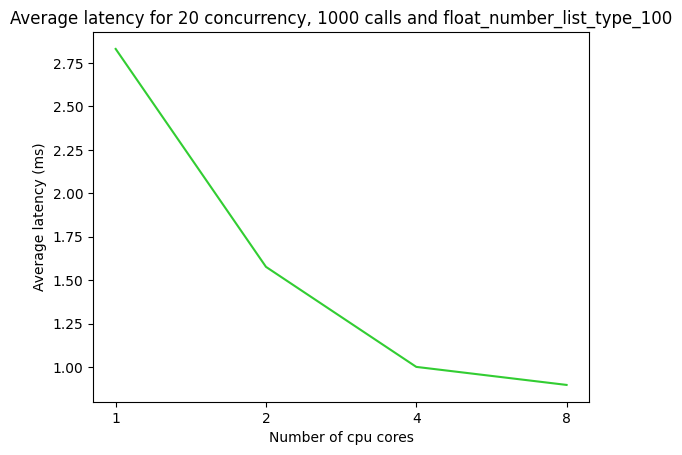 Average latency for 20 concurrency, 1000 calls and float_number_list_type_100
2.75
2.50
2.25
2.00
1.75
1.50
1.25
1.00
Average latency (ms)
1 2 4 8
Number of cpu cores